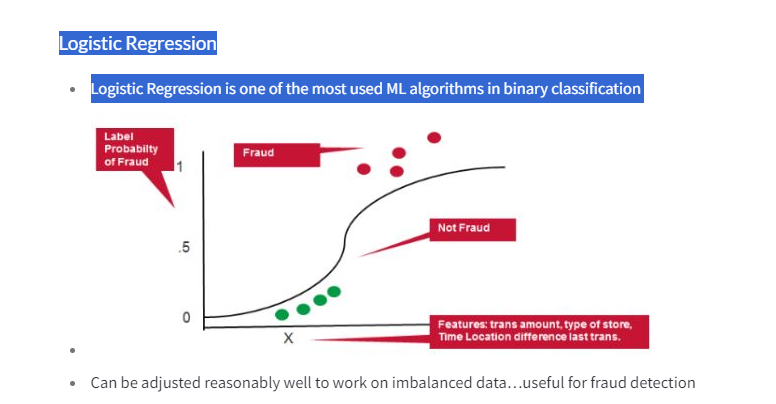 Logistic Regression
Logistic Regression is one of the most used ML algorithms in binary classification
Label
Probabilty
of Fraud
1
Fraud
Not Fraud
.5
0
X
Features: trans amount, type of store,
Time Location difference last trans.
Can be adjusted reasonably well to work on imbalanced data…useful for fraud detection